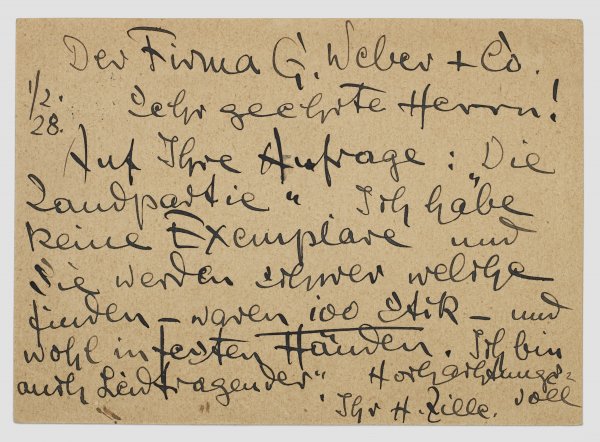 Der Firma G. Weber + Co.
1/2.
28.
Sehr geehrte Herrn!
Auf Ihre Anfrage: „Die
Landpartie“ Ich habe
keine Exemplare und
Sie werden schwer welche
finden – waren 100 Stck – und
wohl in festen Händen. Ich bin
auch „Leidtragender“ Hochachtungs-
voll
Ihr H. Zille.